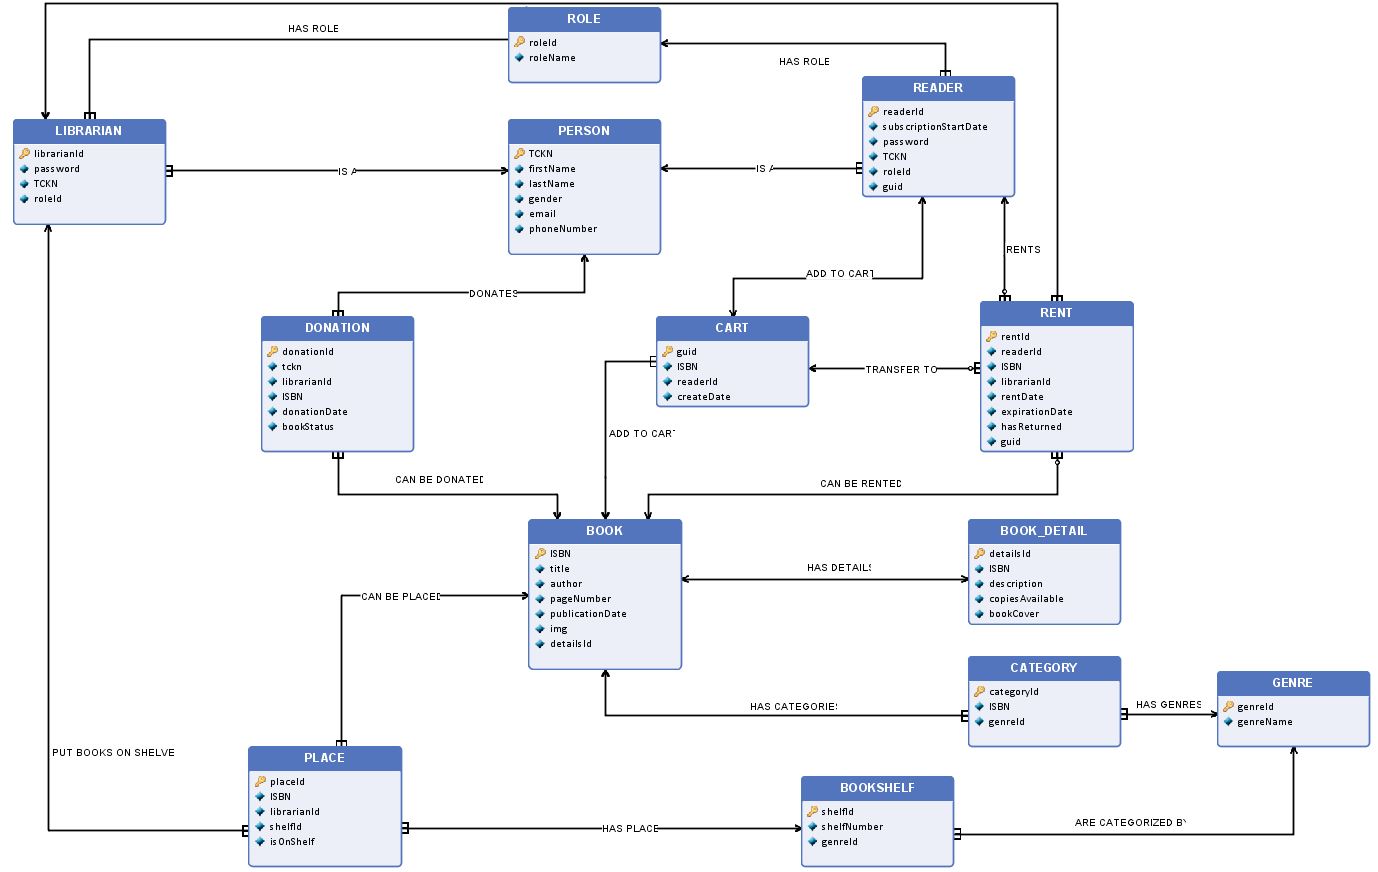 ROLE
roleId
roleName
HAS ROLE
HAS ROLE
READER
readerId
subscriptionStartDate
password
TCKN
roleId
guid
LIBRARIAN
librarianId
password
TCKN
roleId
PERSON
TCKN
firstName
lastName
gender
email
phoneNumber
IS A
IS A
RENTS
ADD TO CART
DONATES
DONATION
donationId
tckn
librarianId
ISBN
donationDate
bookStatus
CART
guid
ISBN
readerId
createDate
RENT
rentId
readerId
ISBN
librarianId
rentDate
expirationDate
hasReturned
guid
TRANSFER TO
ADD TO CART
CAN BE DONATED
CAN BE RENTED
BOOK
ISBN
title
author
pageNumber
publicationDate
img
detailsId
BOOK_DETAIL
detailsId
ISBN
description
copiesAvailable
bookCover
HAS DETAILS
CAN BE PLACED
CATEGORY
categoryId
ISBN
genreId
GENRE
genreId
genreName
HAS CATEGORIES
HAS GENRES
PUT BOOKS ON SHELVE
PLACE
placeId
ISBN
librarianId
shelfId
isOnShelf
BOOKSHELF
shelfId
shelfNumber
genreId
HAS PLACE
ARE CATEGORIZED BY